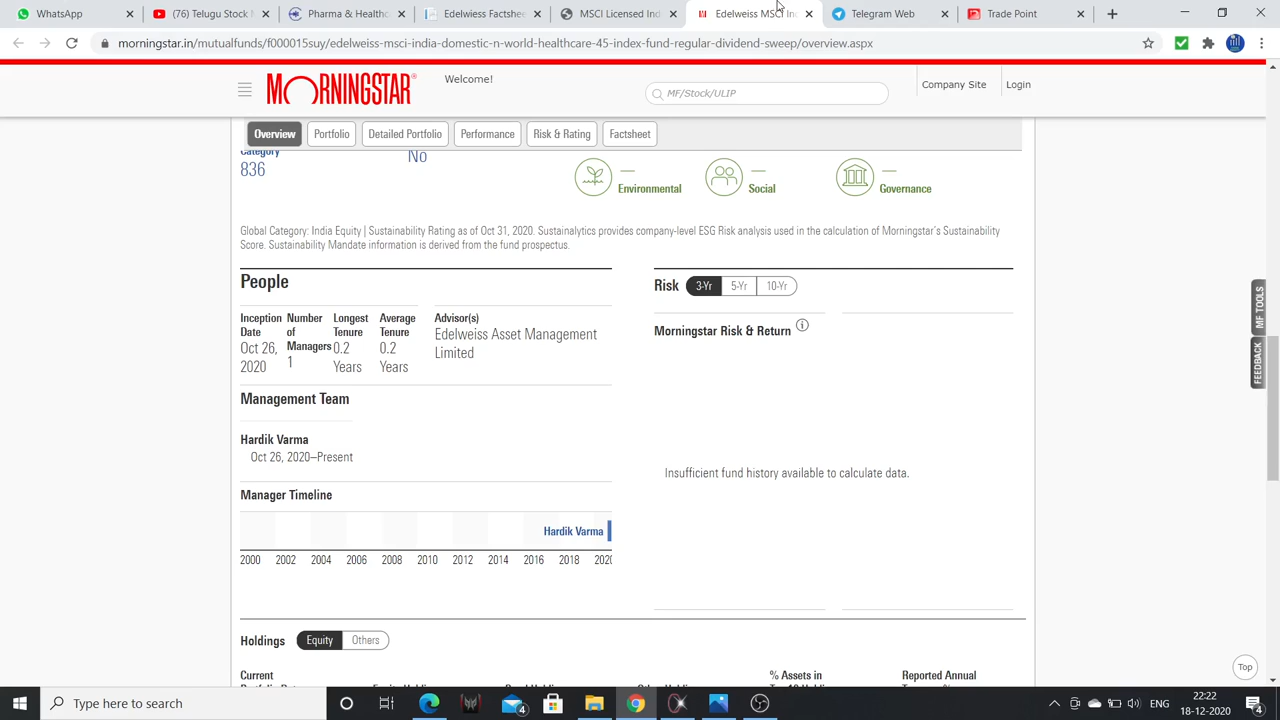 WhatsApp
(76) Telugu Stock M
Pharma & Healthc
Edelwiess Factshee
MSCI Licensed Ind
Edelweiss MSCI In
Telegram Web
Trade Point
morningstar.in/mutualfunds/f000015suy/edelweiss-msci-india-domestic-n-world-healthcare-45-index-fund-regular-dividend-sweep/overview.aspx
MORNINGSTAR®
Welcome!
MF/Stock/ULIP
Company Site
Login
Overview
Portfolio
Detailed Portfolio
Performance
Risk & Rating
Factsheet
Category
836
No
Environmental
Social
Governance
Global Category: India Equity | Sustainability Rating as of Oct 31, 2020. Sustainalytics provides company-level ESG Risk analysis used in the calculation of Morningstar's Sustainability
Score. Sustainability Mandate information is derived from the fund prospectus.
People
Inception
Date
Oct 26,
2020
Number
of
Managers
1
Longest
Tenure
0.2
Years
Average
Tenure
0.2
Years
Advisor(s)
Edelweiss Asset Management
Limited
Risk
3-Yr
5-Yr
10-Yr
Morningstar Risk & Return
Insufficient fund history available to calculate data.
Management Team
Hardik Varma
Oct 26, 2020–Present
Manager Timeline
Hardik Varma
2000 2002 2004 2006 2008 2010 2012 2014 2016 2018 2020
Holdings
Equity
Others
Current
% Assets in
Reported Annual
MF TOOLS
FEEDBACK
Top
Type here to search
4
ENG
22:22
18-12-2020
4